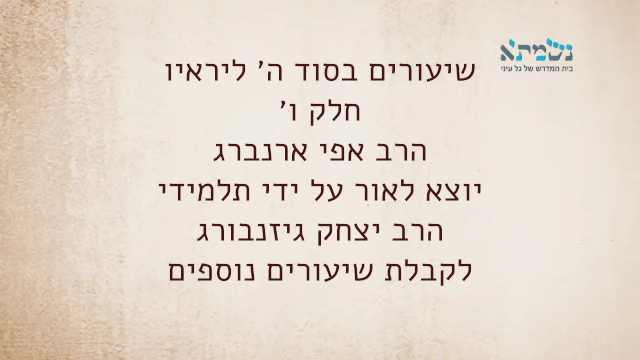 נשמתא
בית המדרש של גל עיני
שיעורים בסוד ה' ליראיו
חלק ו'
הרב אפי ארנברג
יוצא לאור על ידי תלמידי
הרב יצחק גיזנבורג
לקבלת שיעורים נוספים